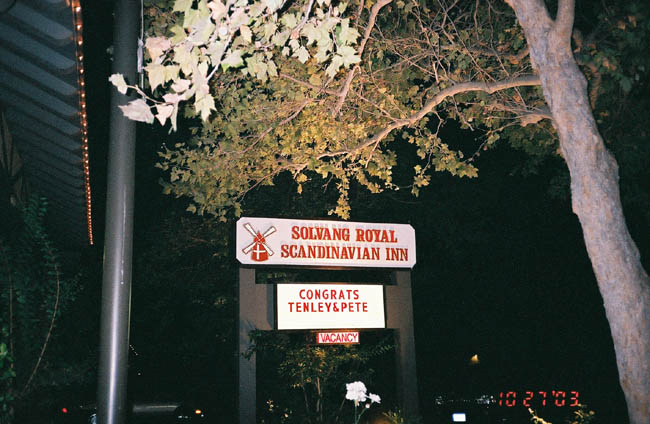 SOLVANG ROYAL
SCANDINAVIAN INN
CONGRATS
TENLEY&PETE
VACANCY
10 27 '03